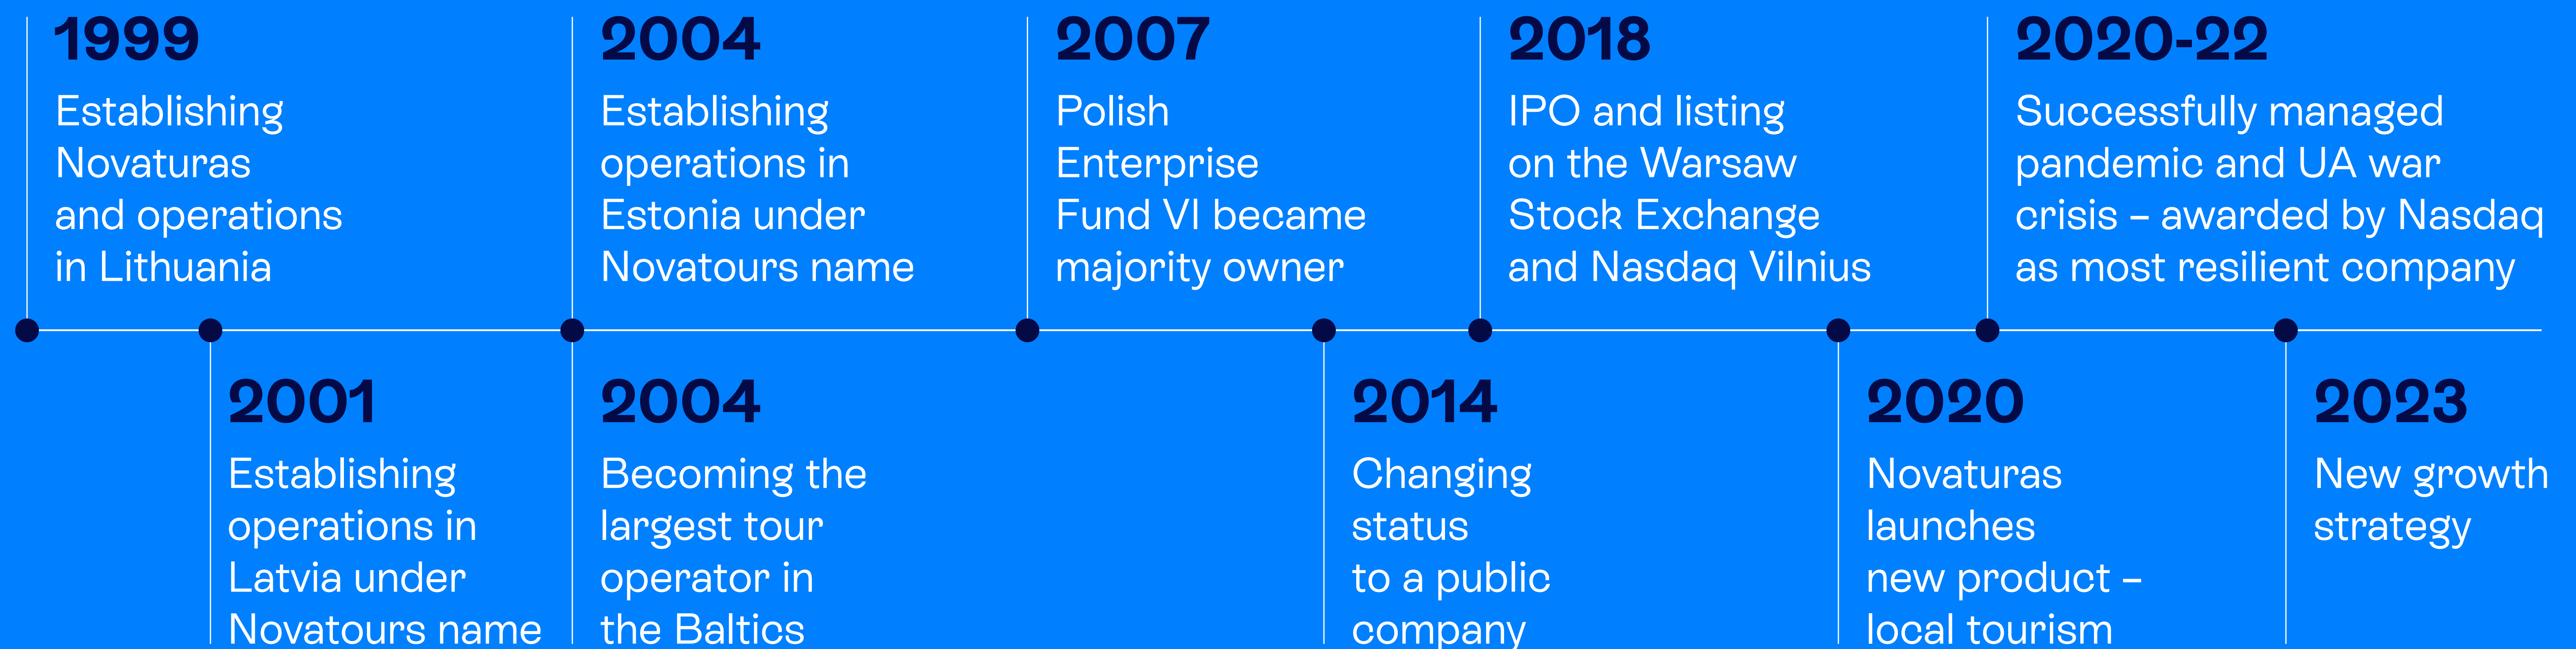 1999
Establishing
Novaturas
and operations
in Lithuania
2004
Establishing
operations in
Estonia under
Novatours name
2007
Polish
Enterprise
Fund VI became
majority owner
2018
IPO and listing
on the Warsaw
Stock Exchange
and Nasdaq Vilnius
2020-22
Successfully managed
pandemic and UA war
crisis – awarded by Nasdaq
as most resilient company
2001
Establishing
operations in
Latvia under
Novatours name
2004
Becoming the
largest tour
operator in
the Baltics
2014
Changing
status
to a public
company
2020
Novaturas
launches
new product –
local tourism
2023
New growth
strategy